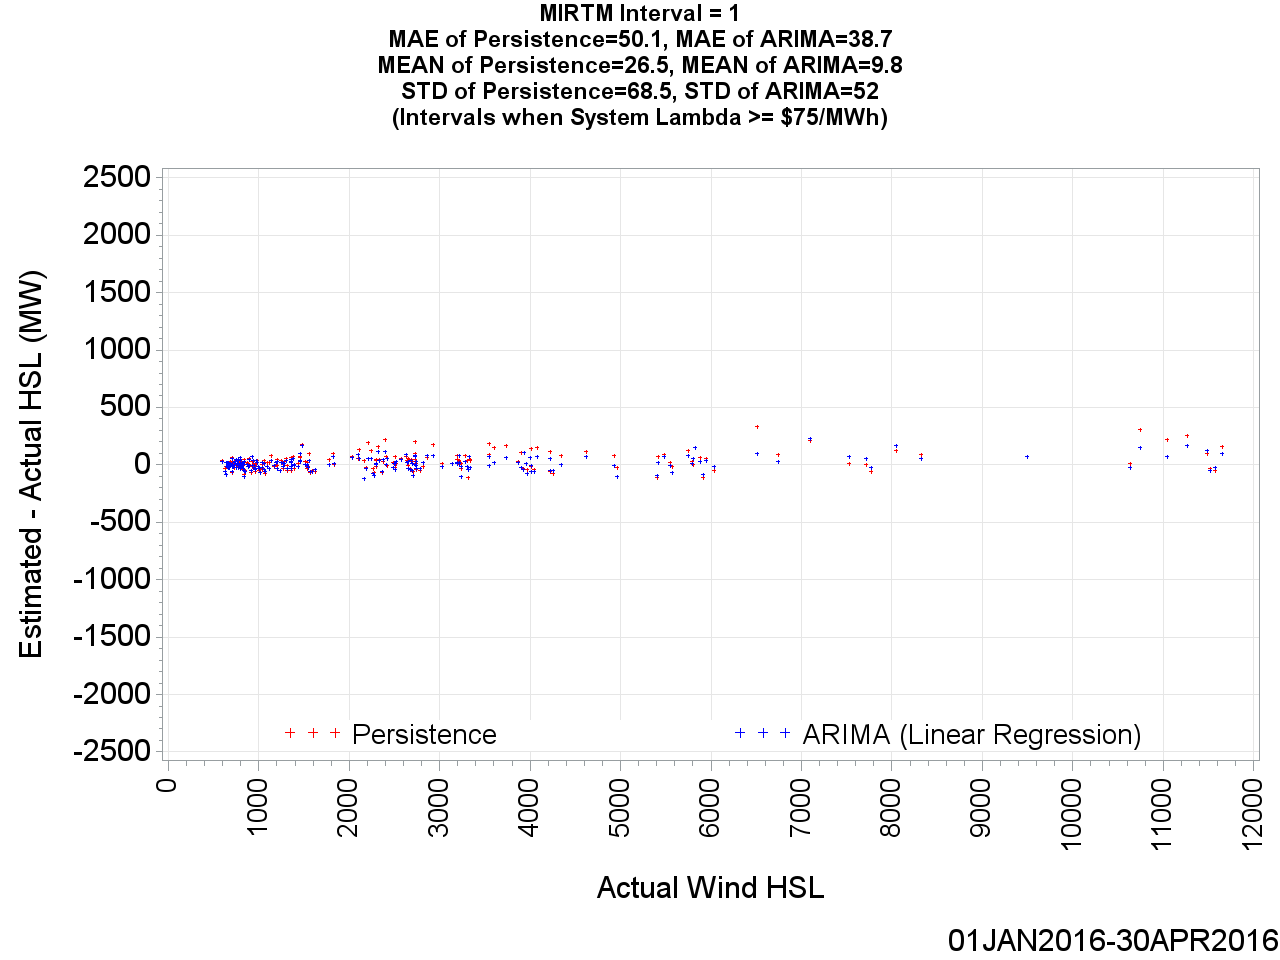 MIRTM Interval = 1
MAE of Persistence=50.1, MAE of ARIMA=38.7
MEAN of Persistence=26.5, MEAN of ARIMA=9.8
STD of Persistence=68.5, STD of ARIMA=52
(Intervals when System Lambda >= $75/MWh)
Estimated - Actual HSL (MW)
2500
2000
1500
1000
500
0
-500
-1000
-1500
-2000
-2500
Persistence
ARIMA (Linear Regression)
0
1000
2000
3000
4000
5000
6000
7000
8000
9000
10000
11000
12000
Actual Wind HSL
01JAN2016-30APR2016